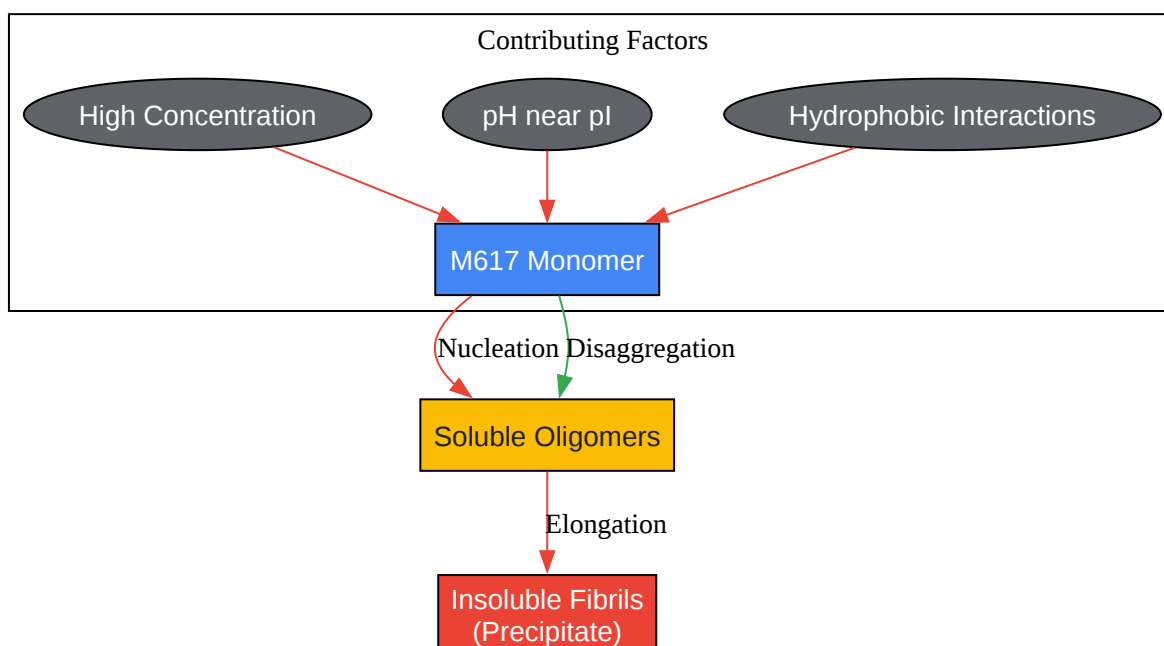 Contributing Factors
High Concentration
pH near pI
Hydrophobic Interactions
M617 Monomer
Nucleation
Disaggregation
Soluble Oligomers
Elongation
Insoluble Fibrils
(Precipitate)